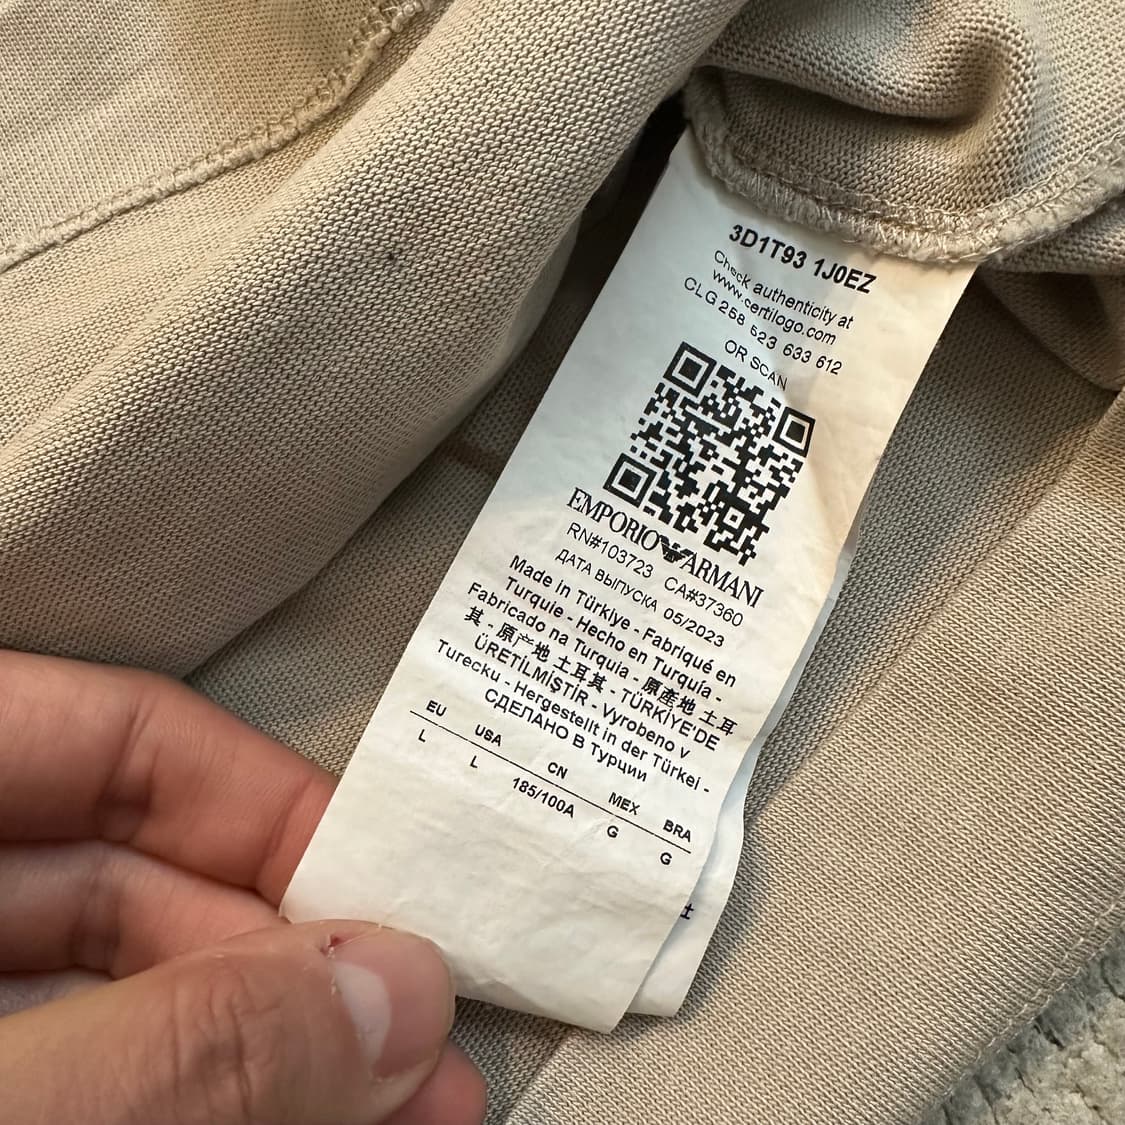 3D1T93 1J0EZ
Check authenticity at
www.certilogo.com
CLG 258 523 633 612
OR SCAN
EMPORIO ARMANI
RN#103723 CA#37360
ДАТА ВЫПУСКА 05/2023
Made in Türkiye - Fabriqué en
Turquie - Hecho en Turquía -
Fabricado na Turquia - 原產地 土耳
其 - 原产地 土耳其 - TÜRKİYE'DE
ÜRETİLMİŞTİR - Vyrobeno v
Turecku - Hergestellt in der Türkei -
СДЕЛАНО В Турции
EU USA CN MEX BRA
L L 185/100A G G